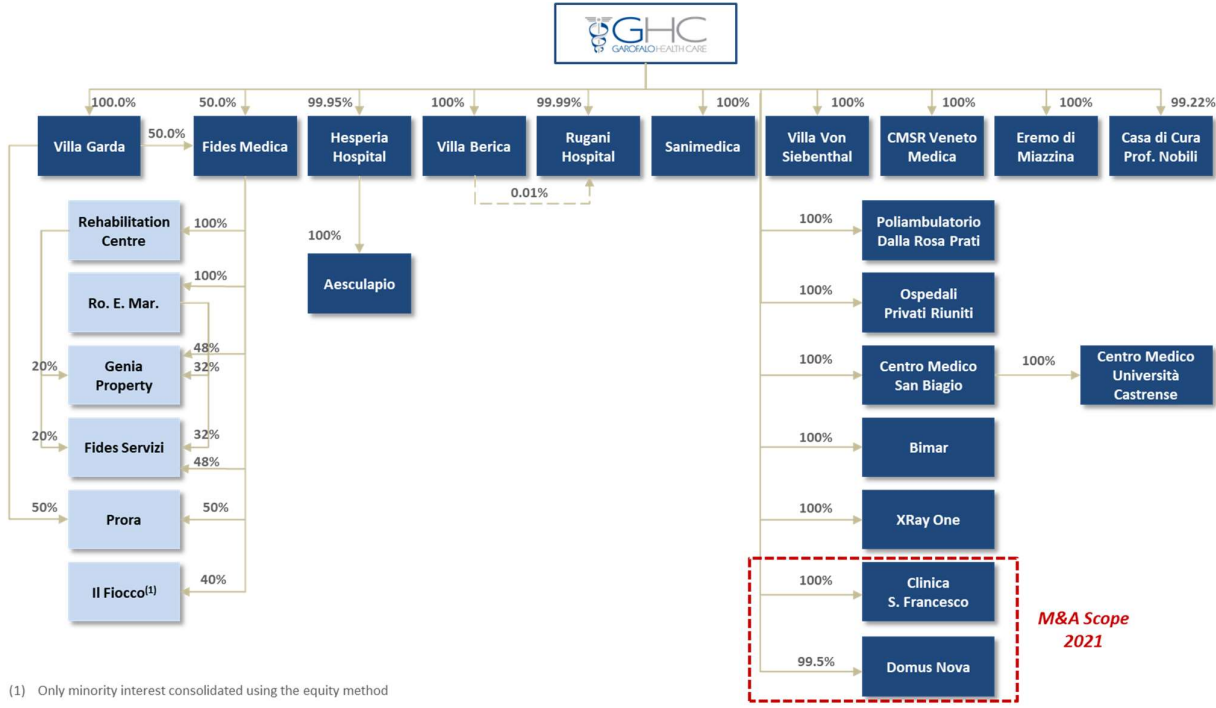 GHC
GAROFALO HEALTH CARE
100.0%
50.0%
99.95%
100%
99.99%
100%
100%
100%
100%
99.22%
Villa Garda
50.0%
Fides Medica
Hesperia
Hospital
Villa Berica
Rugani
Hospital
Sanimedica
Villa Von
Siebenthal
CMSR Veneto
Medica
Eremo di
Miazzina
Casa di Cura
Prof. Nobili
0.01%
Rehabilitation
Centre
100%
100%
Poliambulatorio
Dalla Rosa Prati
100%
Aesculapio
Ro. E. Mar.
100%
100%
Ospedali
Privati Riuniti
20%
Genia
Property
48%
32%
100%
Centro Medico
San Biagio
100%
Centro Medico
Università
Castrense
20%
Fides Servizi
32%
48%
100%
Bimar
50%
Prora
50%
100%
XRay One
Il Fiocco(1)
40%
100%
Clinica
S. Francesco
M&A Scope
2021
99.5%
Domus Nova
(1) Only minority interest consolidated using the equity method